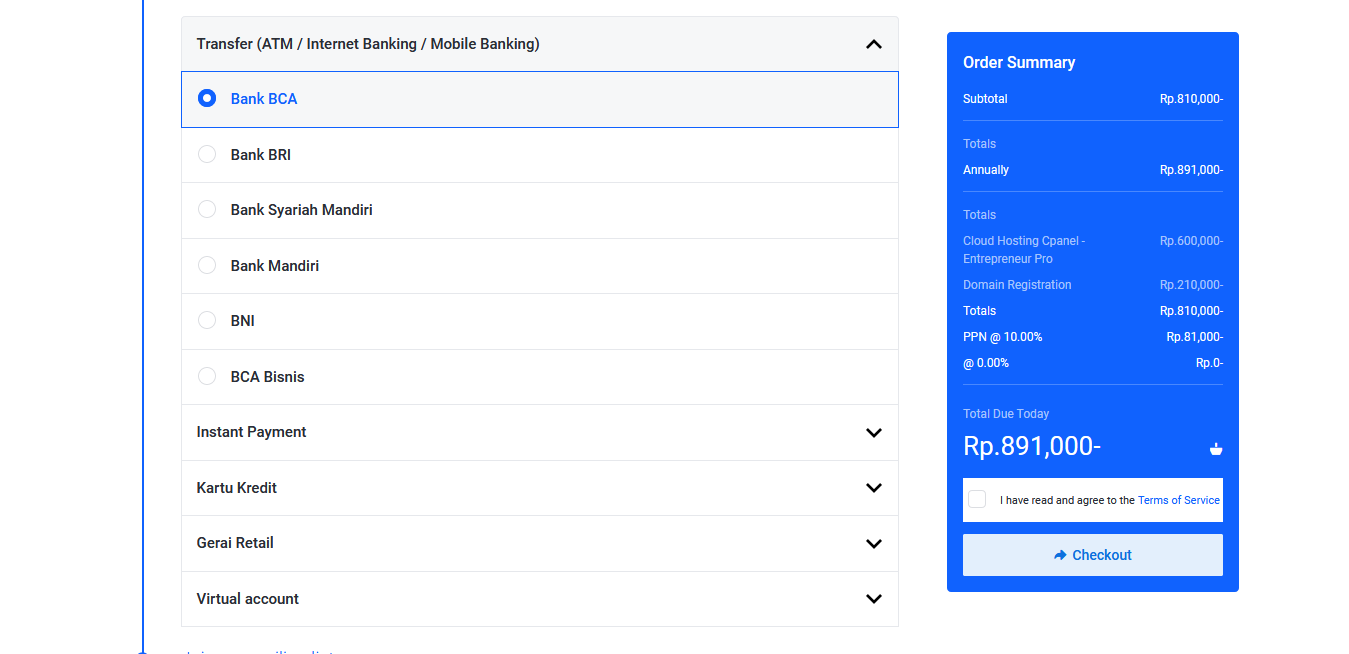 Transfer (ATM / Internet Banking / Mobile Banking)
Bank BCA
Bank BRI
Bank Syariah Mandiri
Bank Mandiri
BNI
BCA Bisnis
Instant Payment
Kartu Kredit
Gerai Retail
Virtual account
Order Summary
Subtotal Rp.810,000-
Totals
Annually Rp.891,000-
Totals
Cloud Hosting Cpanel - Rp.600,000-
Entrepreneur Pro
Domain Registration Rp.210,000-
Totals Rp.810,000-
PPN @ 10.00% Rp.81,000-
@ 0.00% Rp.0-
Total Due Today
Rp.891,000-
I have read and agree to the Terms of Service
Checkout